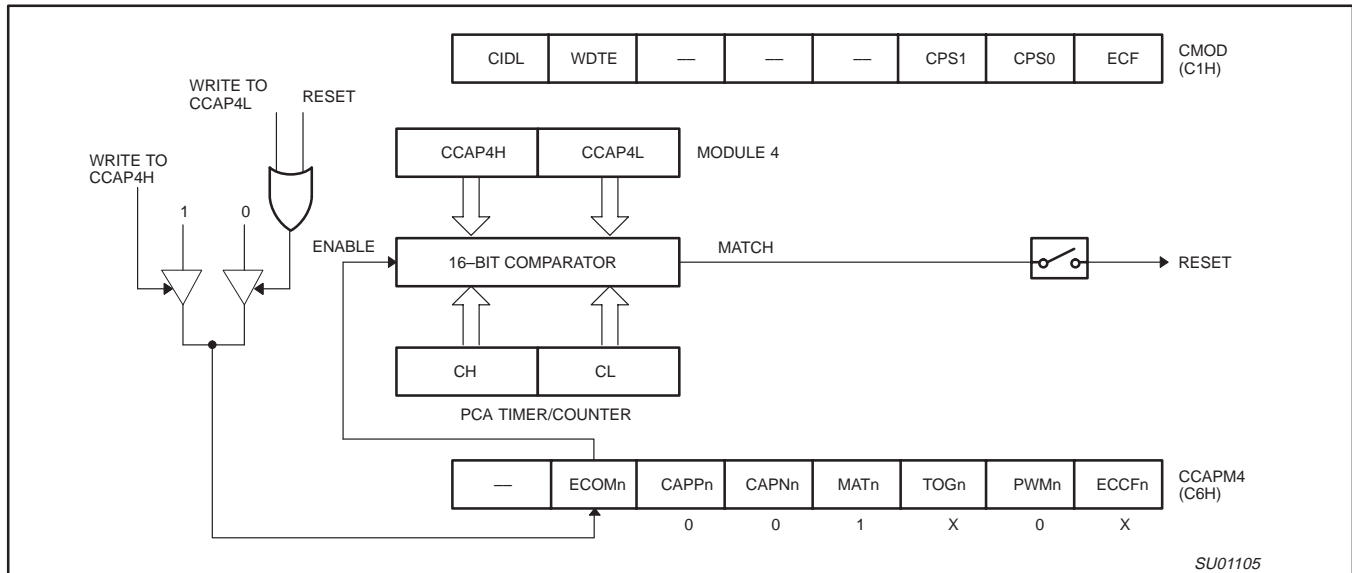 CIDL WDTE — — — CPS1 CPS0 ECF
CMOD
(C1H)
WRITE TO
CCAP4L
RESET
WRITE TO
CCAP4H
CCAP4H CCAP4L
MODULE 4
1 0
ENABLE
16–BIT COMPARATOR
MATCH
RESET
CH CL
PCA TIMER/COUNTER
— ECOMn CAPPn CAPNn MATn TOGn PWMn ECCFn
CCAPM4
(C6H)
0 0 1 X 0 X
SU01105